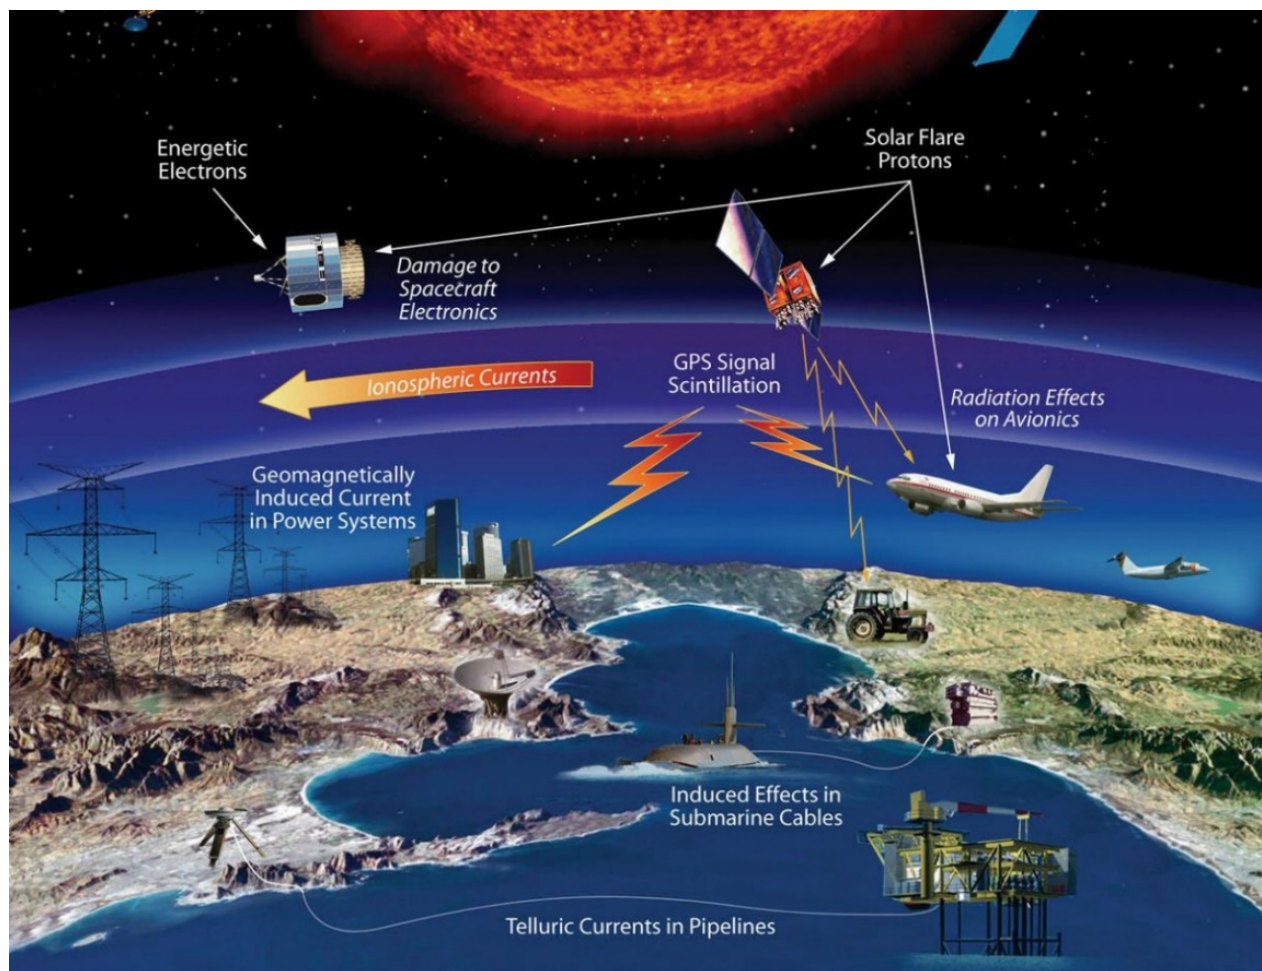 Solar Flare
Protons
Energetic
Electrons
Damage to
Spacecraft
Electronics
GPS Signal
Scintillation
Ionospheric Currents
Radiation Effects
on Avionics
Geomagnetically
Induced Current
in Power Systems
Induced Effects in
Submarine Cables
Telluric Currents in Pipelines